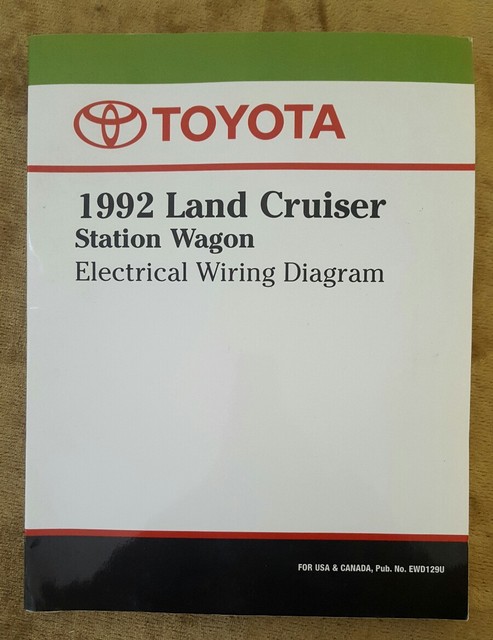 TOYOTA
1992 Land Cruiser
Station Wagon
Electrical Wiring Diagram
FOR USA & CANADA, Pub. No. EWD129U